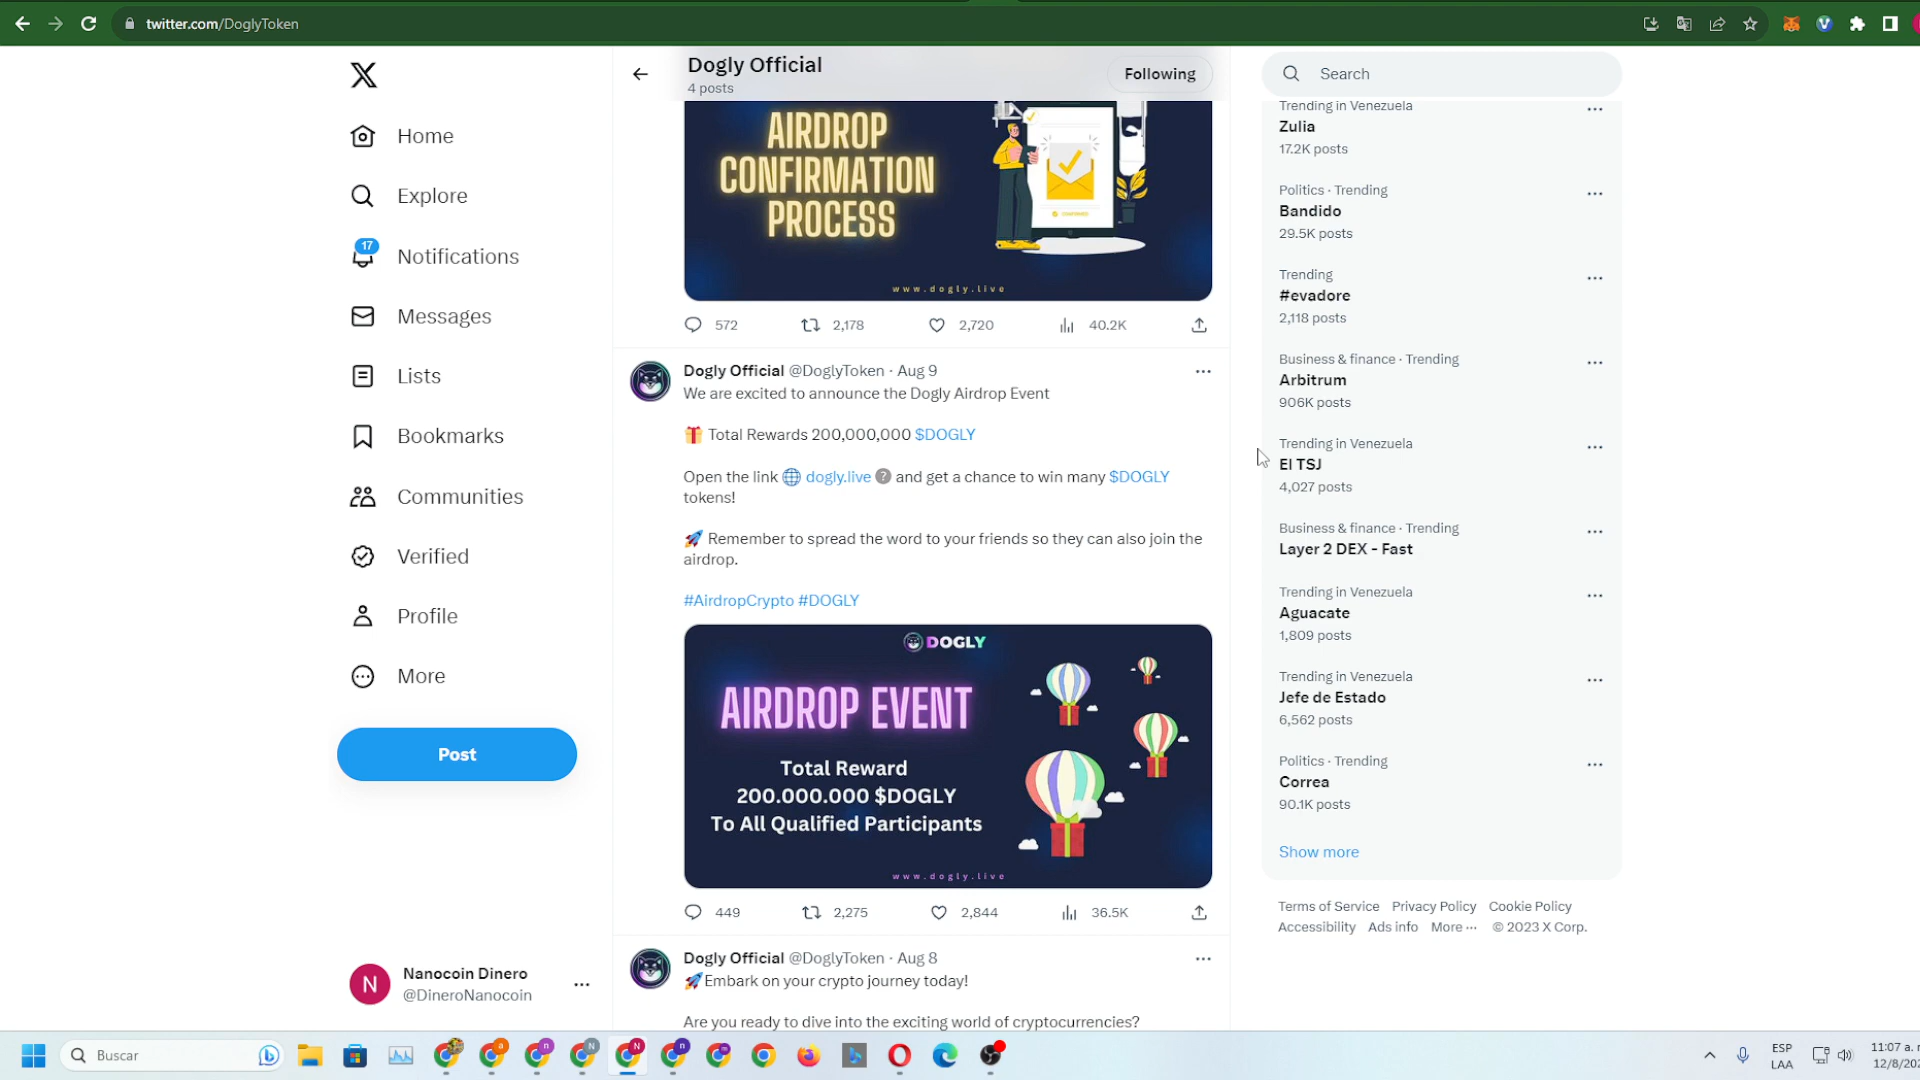 twitter.com/DoglyToken
Home
Explore
17
Notifications
Messages
Lists
Bookmarks
Communities
Verified
Profile
More
Post
N
Nanocoin Dinero
@DineroNanocoin
Dogly Official
4 posts
Following
AIRDROP
CONFIRMATION
PROCESS
CONFIRMED
www.dogly.live
572 2,178 2,720 40.2K
Dogly Official @DoglyToken · Aug 9
We are excited to announce the Dogly Airdrop Event
🎁 Total Rewards 200,000,000 $DOGLY
Open the link 🌐 dogly.live ? and get a chance to win many $DOGLY
tokens!
🚀 Remember to spread the word to your friends so they can also join the
airdrop.
#AirdropCrypto #DOGLY
DOGLY
AIRDROP EVENT
Total Reward
200.000.000 $DOGLY
To All Qualified Participants
www.dogly.live
449 2,275 2,844 36.5K
Dogly Official @DoglyToken · Aug 8
🚀Embark on your crypto journey today!
Are you ready to dive into the exciting world of cryptocurrencies?
Search
Trending in Venezuela
Zulia
17.2K posts
Politics · Trending
Bandido
29.5K posts
Trending
#evadore
2,118 posts
Business & finance · Trending
Arbitrum
906K posts
Trending in Venezuela
El TSJ
4,027 posts
Business & finance · Trending
Layer 2 DEX - Fast
Trending in Venezuela
Aguacate
1,809 posts
Trending in Venezuela
Jefe de Estado
6,562 posts
Politics · Trending
Correa
90.1K posts
Show more
Terms of Service Privacy Policy Cookie Policy
Accessibility Ads info More ··· © 2023 X Corp.
Buscar
ESP
LAA
11:07 a.
12/8/202